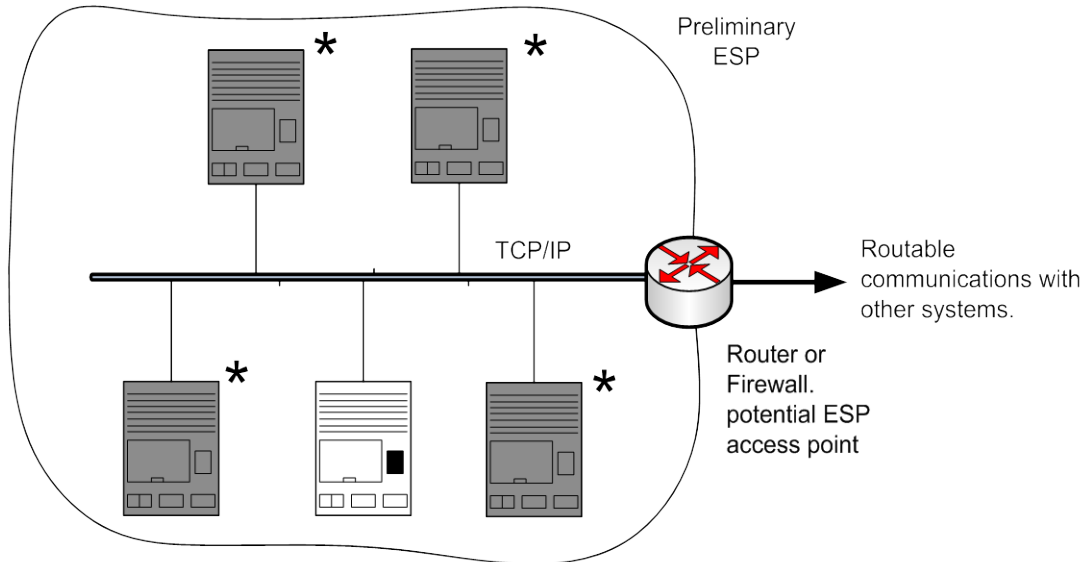 Preliminary
ESP
*
*
TCP/IP
Routable
communications with
other systems.
Router or
Firewall.
potential ESP
access point
*
*